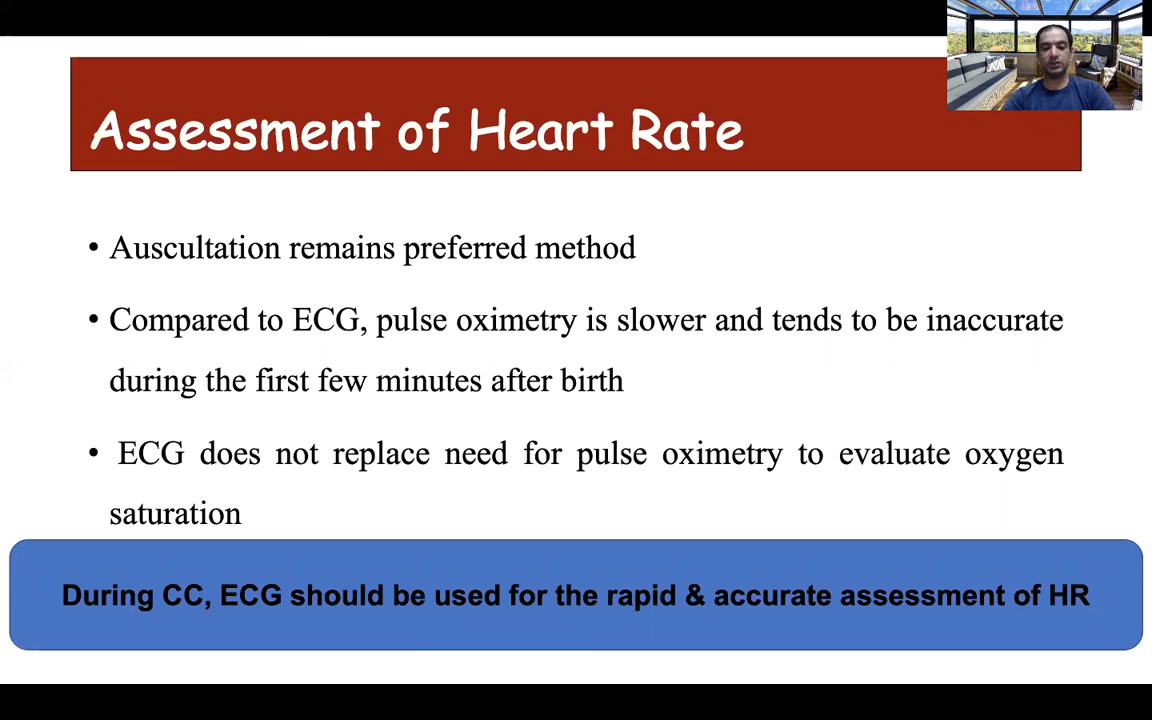 Assessment of Heart Rate
• Auscultation remains preferred method
• Compared to ECG, pulse oximetry is slower and tends to be inaccurate
during the first few minutes after birth
• ECG does not replace need for pulse oximetry to evaluate oxygen
saturation
During CC, ECG should be used for the rapid & accurate assessment of HR